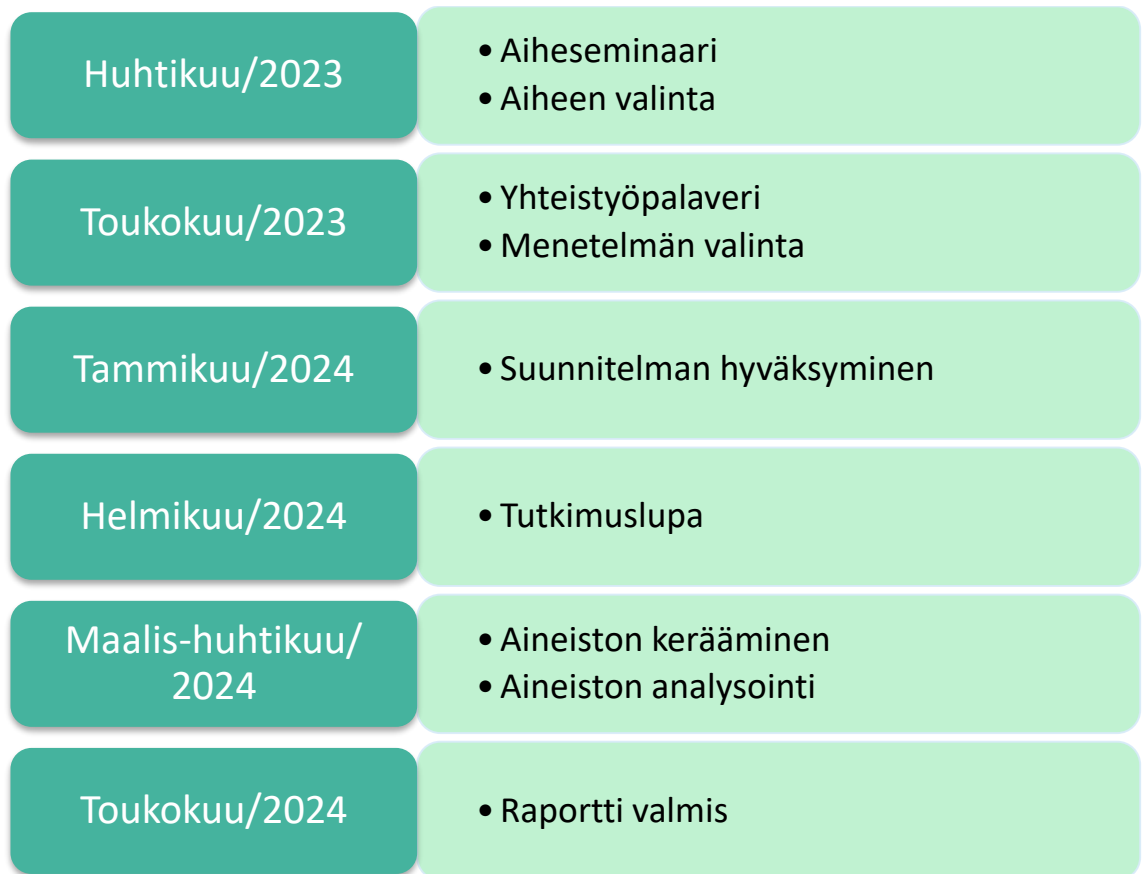 Huhtikuu/2023
• Aiheseminaari
• Aiheen valinta
Toukokuu/2023
• Yhteistyöpalaveri
• Menetelmän valinta
Tammikuu/2024
• Suunnitelman hyväksyminen
Helmikuu/2024
• Tutkimuslupa
Maalis-huhtikuu/
2024
• Aineiston kerääminen
• Aineiston analysointi
Toukokuu/2024
• Raportti valmis